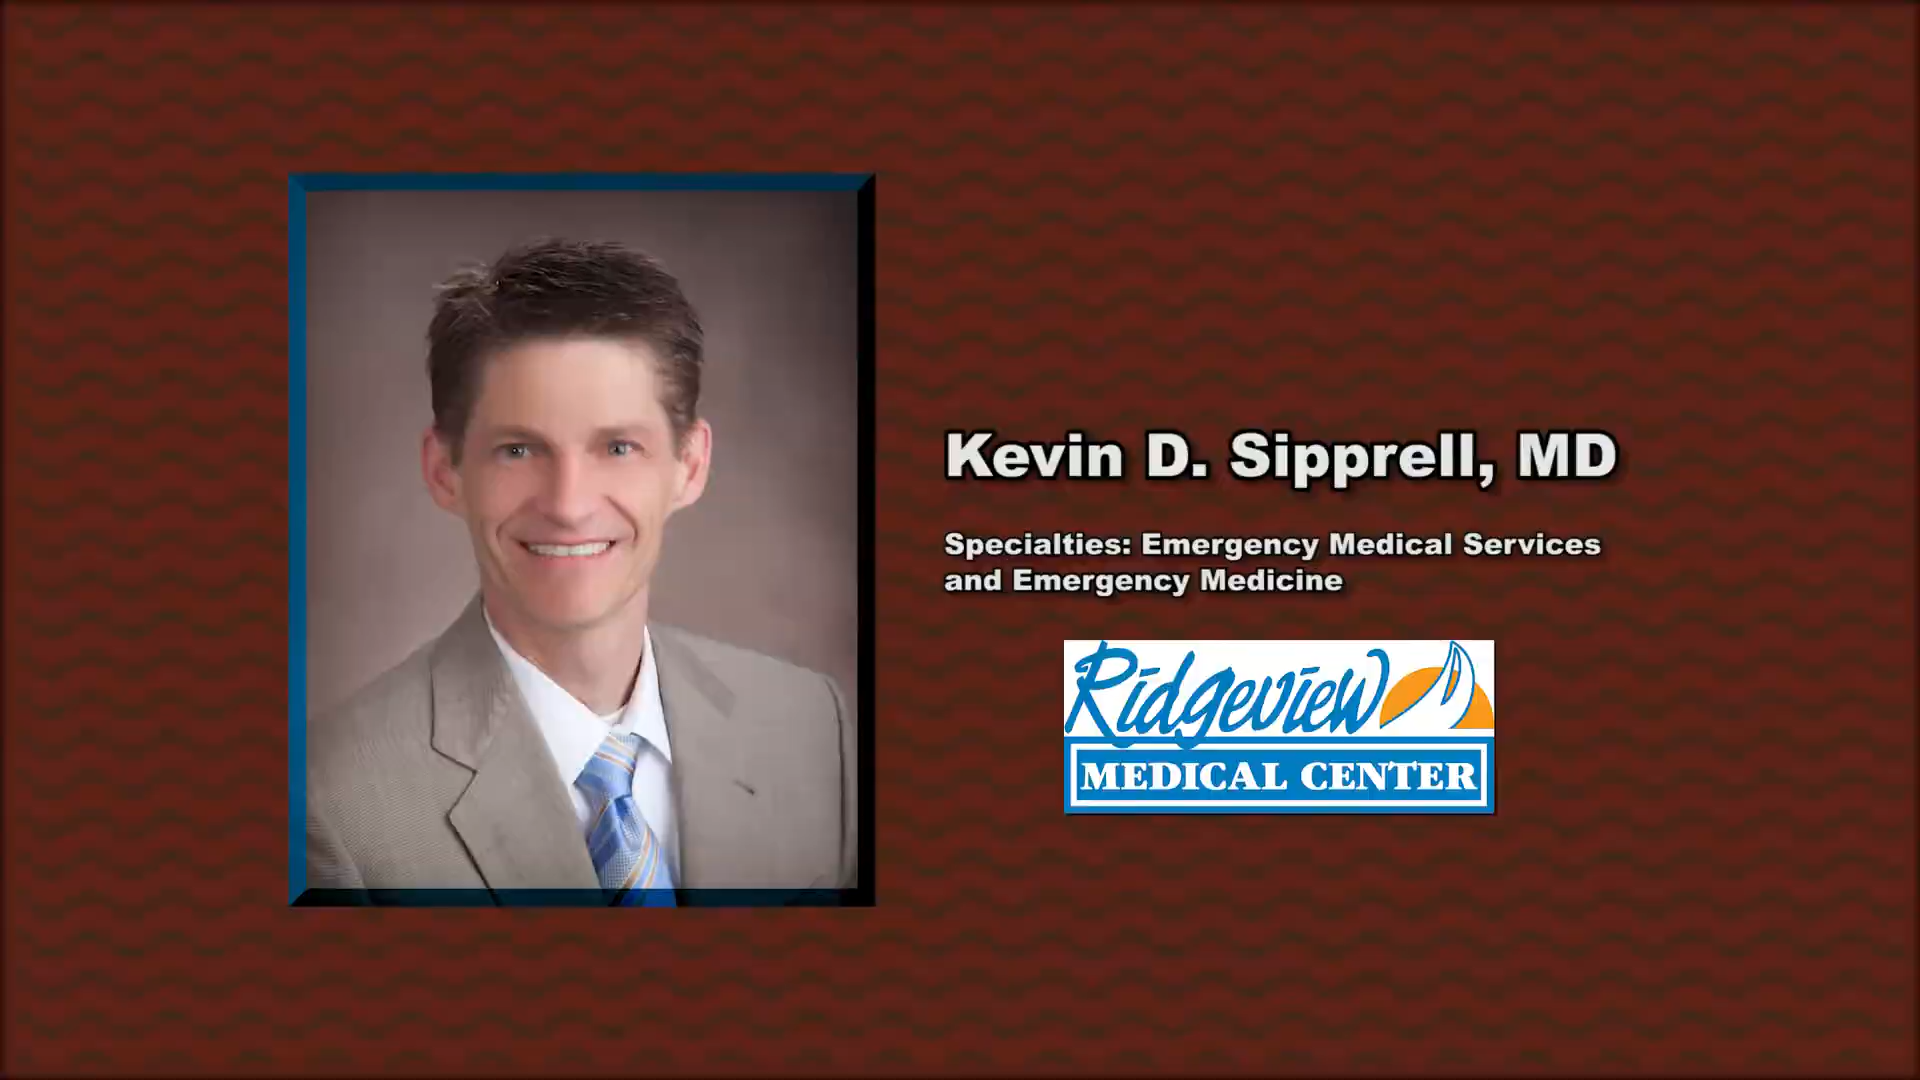 Kevin D. Sipprell, MD
Specialties: Emergency Medical Services
and Emergency Medicine
Ridgeview
MEDICAL CENTER